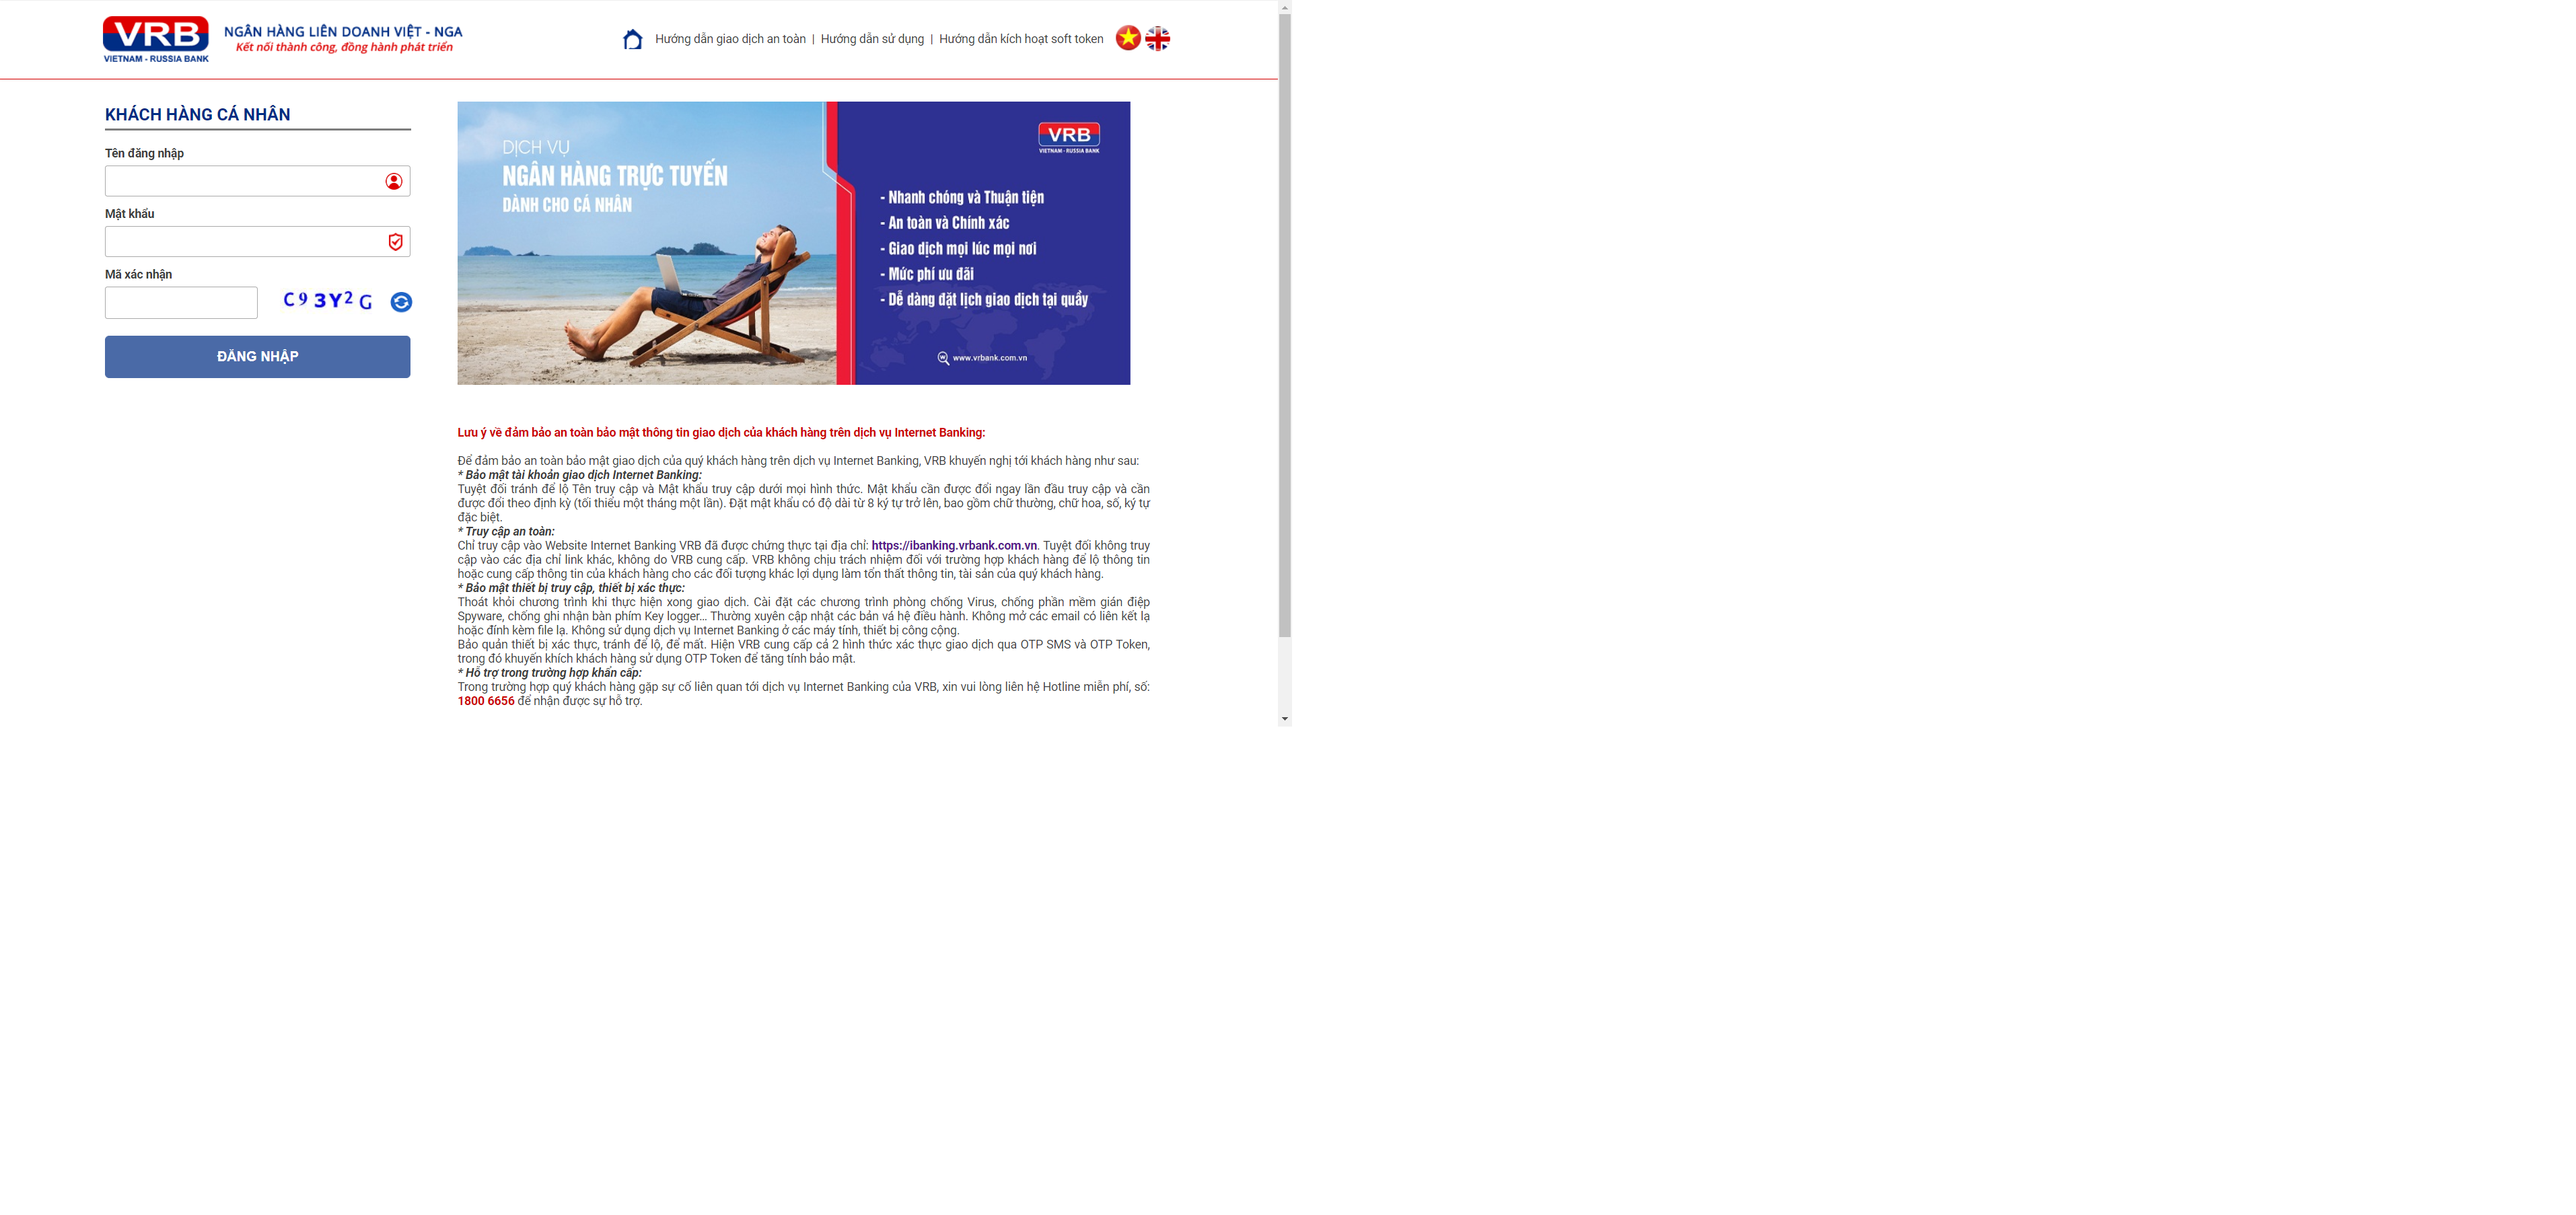 VRB
VIETNAM - RUSSIA BANK
NGÂN HÀNG LIÊN DOANH VIỆT - NGA
Kết nối thành công, đồng hành phát triển
Hướng dẫn giao dịch an toàn | Hướng dẫn sử dụng | Hướng dẫn kích hoạt soft token
KHÁCH HÀNG CÁ NHÂN
Tên đăng nhập
Mật khẩu
Mã xác nhận
C93Y2G
ĐĂNG NHẬP
DỊCH VỤ
NGÂN HÀNG TRỰC TUYẾN
DÀNH CHO CÁ NHÂN
VRB
VIETNAM - RUSSIA BANK
- Nhanh chóng và Thuận tiện
- An toàn và Chính xác
- Giao dịch mọi lúc mọi nơi
- Mức phí ưu đãi
- Dễ dàng đặt lịch giao dịch tại quầy
www.vrbank.com.vn
Lưu ý về đảm bảo an toàn bảo mật thông tin giao dịch của khách hàng trên dịch vụ Internet Banking:
Để đảm bảo an toàn bảo mật giao dịch của quý khách hàng trên dịch vụ Internet Banking, VRB khuyến nghị tới khách hàng như sau:
* Bảo mật tài khoản giao dịch Internet Banking:
Tuyệt đối tránh để lộ Tên truy cập và Mật khẩu truy cập dưới mọi hình thức. Mật khẩu cần được đổi ngay lần đầu truy cập và cần
được đổi theo định kỳ (tối thiểu một tháng một lần). Đặt mật khẩu có độ dài từ 8 ký tự trở lên, bao gồm chữ thường, chữ hoa, số, ký tự
đặc biệt.
* Truy cập an toàn:
Chỉ truy cập vào Website Internet Banking VRB đã được chứng thực tại địa chỉ: https://ibanking.vrbank.com.vn. Tuyệt đối không truy
cập vào các địa chỉ link khác, không do VRB cung cấp. VRB không chịu trách nhiệm đối với trường hợp khách hàng để lộ thông tin
hoặc cung cấp thông tin của khách hàng cho các đối tượng khác lợi dụng làm tổn thất thông tin, tài sản của quý khách hàng.
* Bảo mật thiết bị truy cập, thiết bị xác thực:
Thoát khỏi chương trình khi thực hiện xong giao dịch. Cài đặt các chương trình phòng chống Virus, chống phần mềm gián điệp
Spyware, chống ghi nhận bàn phím Key logger... Thường xuyên cập nhật các bản vá hệ điều hành. Không mở các email có liên kết lạ
hoặc đính kèm file lạ. Không sử dụng dịch vụ Internet Banking ở các máy tính, thiết bị công cộng.
Bảo quản thiết bị xác thực, tránh để lộ, để mất. Hiện VRB cung cấp cả 2 hình thức xác thực giao dịch qua OTP SMS và OTP Token,
trong đó khuyến khích khách hàng sử dụng OTP Token để tăng tính bảo mật.
* Hỗ trợ trong trường hợp khẩn cấp:
Trong trường hợp quý khách hàng gặp sự cố liên quan tới dịch vụ Internet Banking của VRB, xin vui lòng liên hệ Hotline miễn phí, số:
1800 6656 để nhận được sự hỗ trợ.